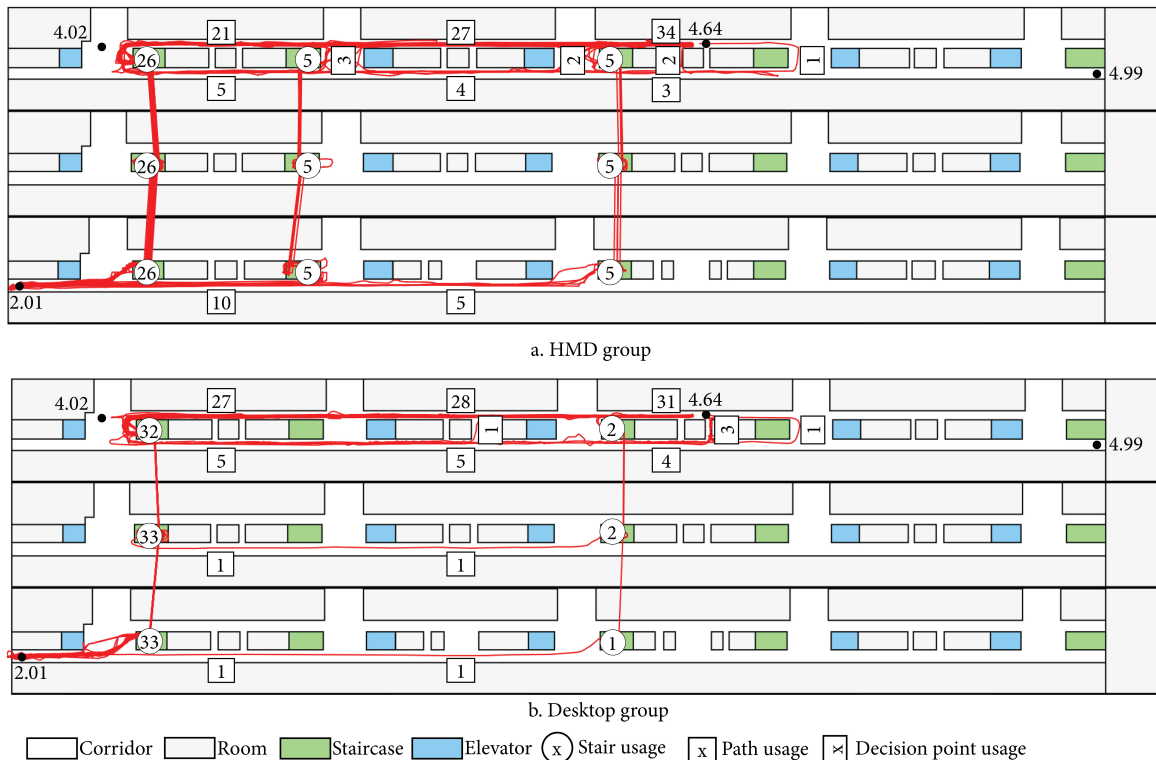 4.02 21 27 34 4.64
26 5 3 2 5 2 1
5 4 3 4.99
26 5 5
26 5 5
2.01 10 5
a. HMD group
4.02 27 28 31 4.64
32 1 2 3 1
5 5 4 4.99
33 2
1 1
33 1
2.01 1 1
b. Desktop group
Corridor Room Staircase Elevator x Stair usage x Path usage x Decision point usage